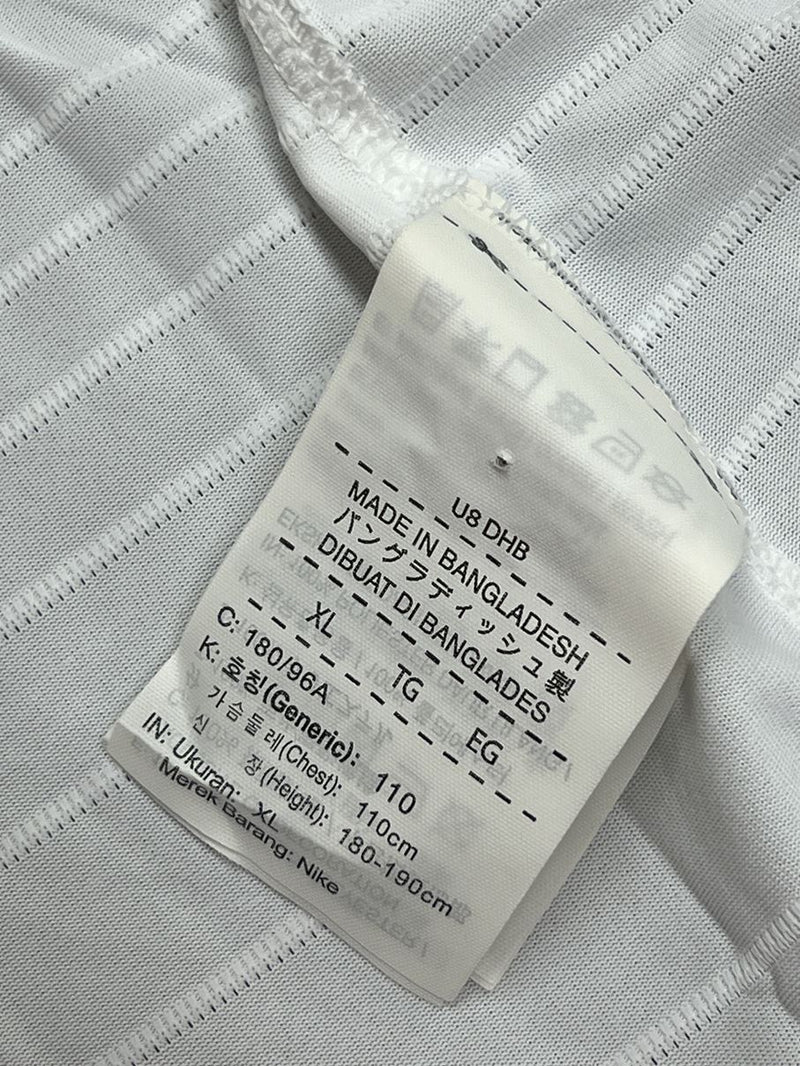 U8 DHB
MADE IN BANGLADESH
バングラディッシュ製
DIBUAT DI BANGLADES
XL TG EG
C: 180/96A
K: 호칭(Generic): 110
가슴둘레(Chest): 110cm
신 장(Height): 180-190cm
IN: Ukuran: XL
Merek Barang: Nike